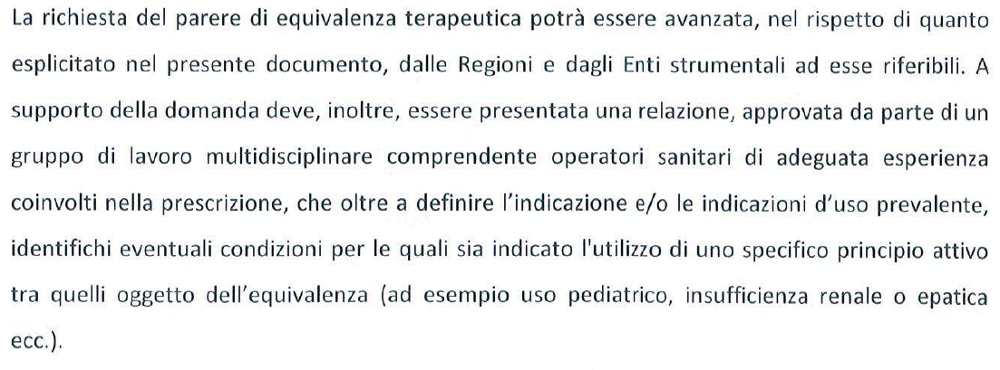 La richiesta del parere di equivalenza terapeutica potrà essere avanzata, nel rispetto di quanto
esplicitato nel presente documento, dalle Regioni e dagli Enti strumentali ad esse riferibili. A
supporto della domanda deve, inoltre, essere presentata una relazione, approvata da parte di un
gruppo di lavoro multidisciplinare comprendente operatori sanitari di adeguata esperienza
coinvolti nella prescrizione, che oltre a definire l’indicazione e/o le indicazioni d’uso prevalente,
identifichi eventuali condizioni per le quali sia indicato l'utilizzo di uno specifico principio attivo
tra quelli oggetto dell’equivalenza (ad esempio uso pediatrico, insufficienza renale o epatica
ecc.).